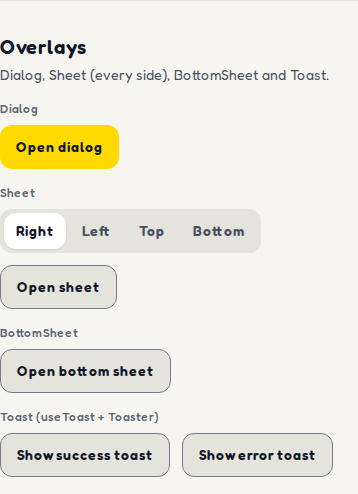 Overlays
Dialog, Sheet (every side), BottomSheet and Toast.
Dialog
Open dialog
Sheet
Right Left Top Bottom
Open sheet
BottomSheet
Open bottom sheet
Toast (useToast + Toaster)
Show success toast Show error toast